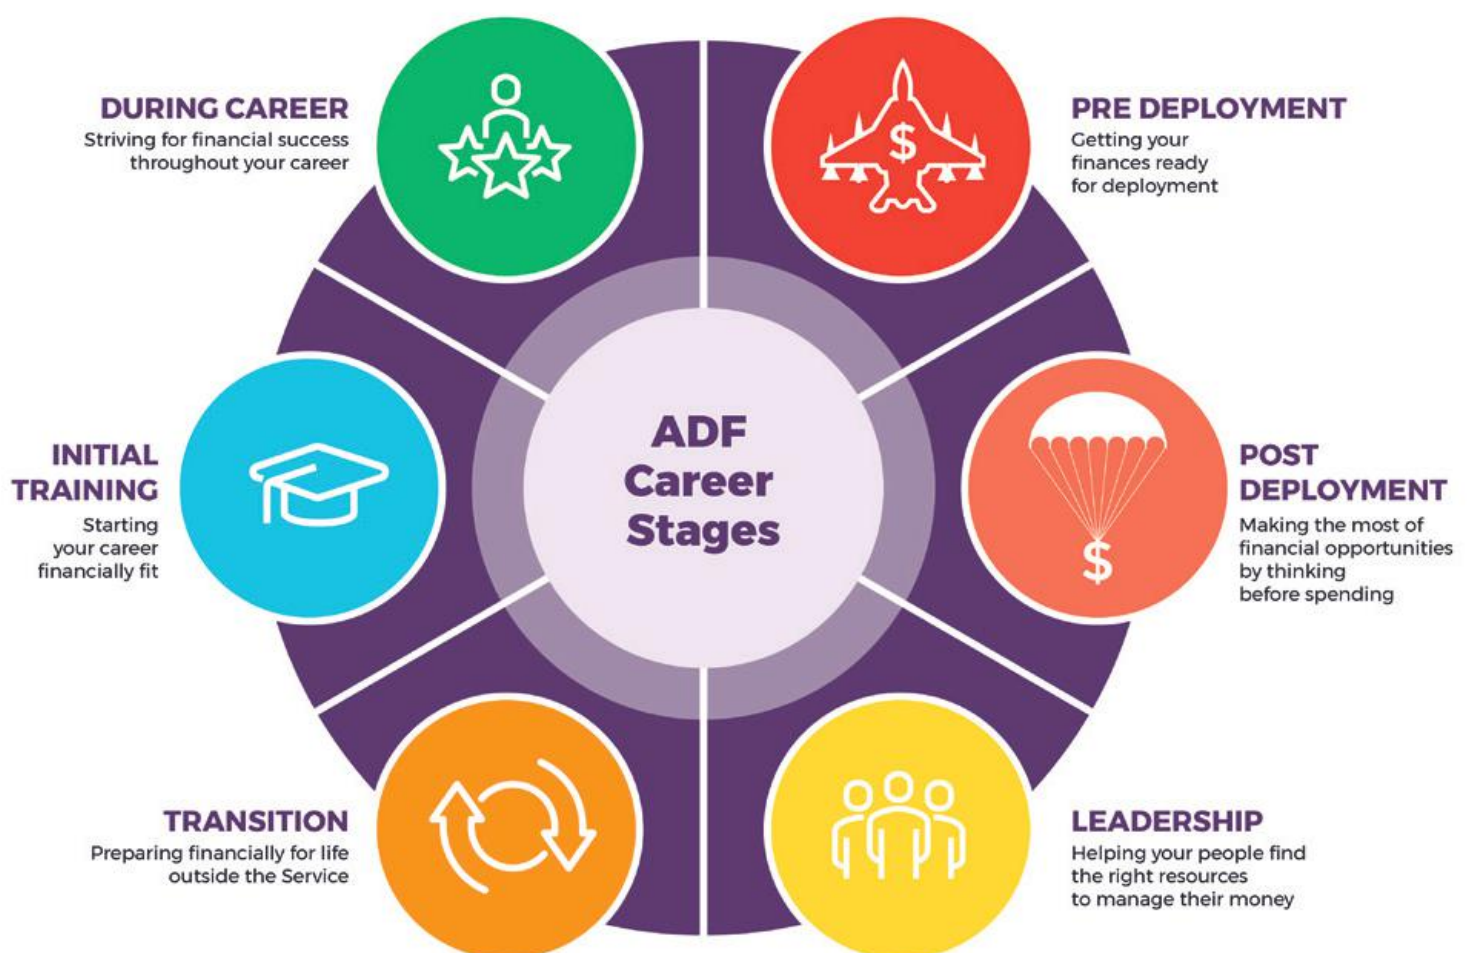 DURING CAREER
Striving for financial success
throughout your career
PRE DEPLOYMENT
Getting your
finances ready
for deployment
INITIAL
TRAINING
Starting
your career
financially fit
ADF
Career
Stages
$
POST
DEPLOYMENT
Making the most of
financial opportunities
by thinking
before spending
$
TRANSITION
Preparing financially for life
outside the Service
LEADERSHIP
Helping your people find
the right resources
to manage their money